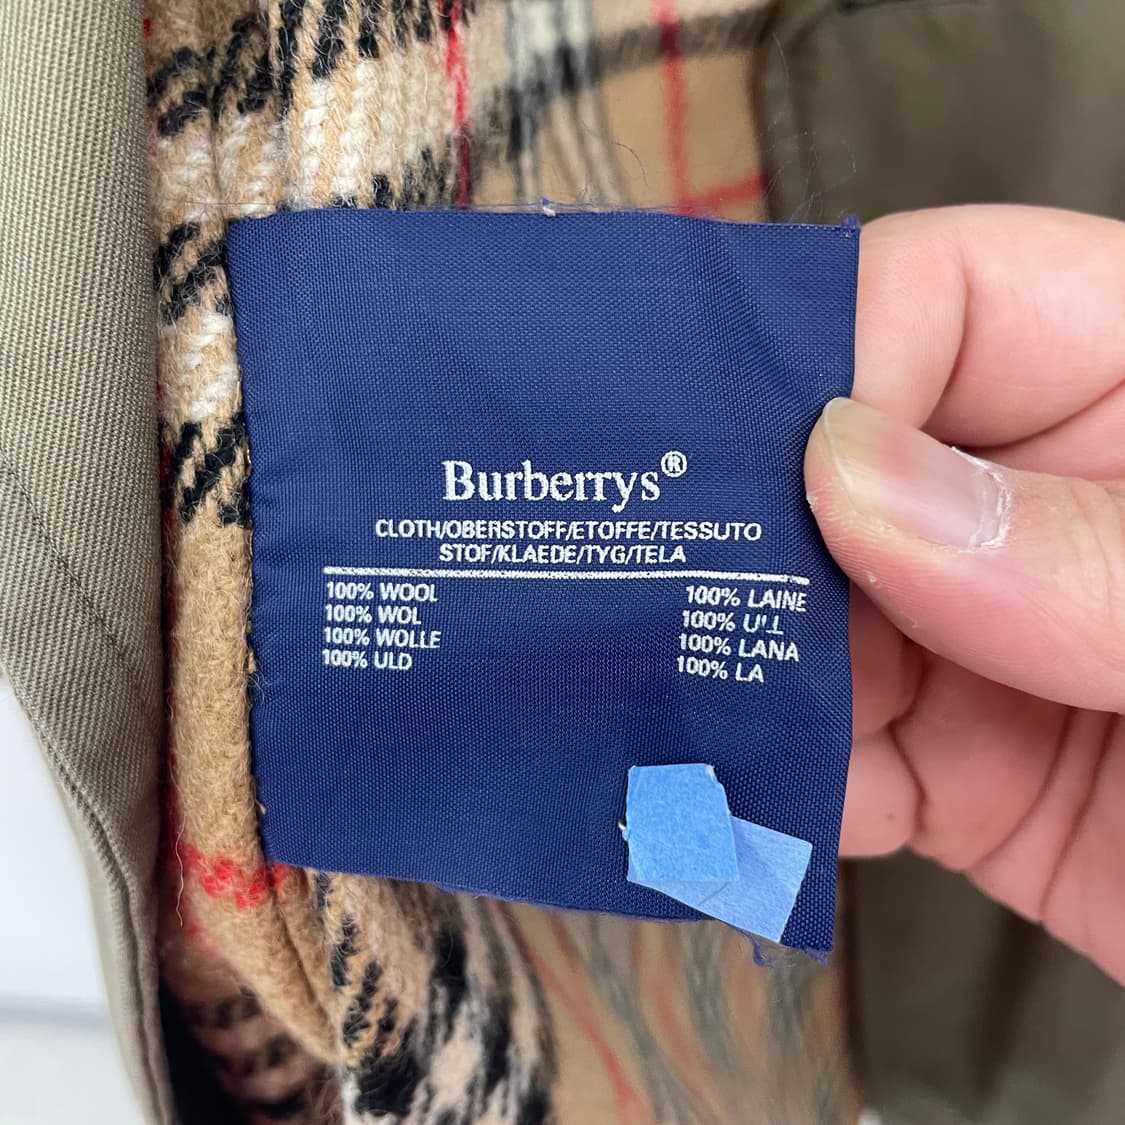 Burberrys®
CLOTH/OBERSTOFF/ETOFFE/TESSUTO
STOF/KLAEDE/TYG/TELA
100% WOOL
100% WOL
100% WOLLE
100% ULD
100% LAINE
100%
100% LANA
100% LA